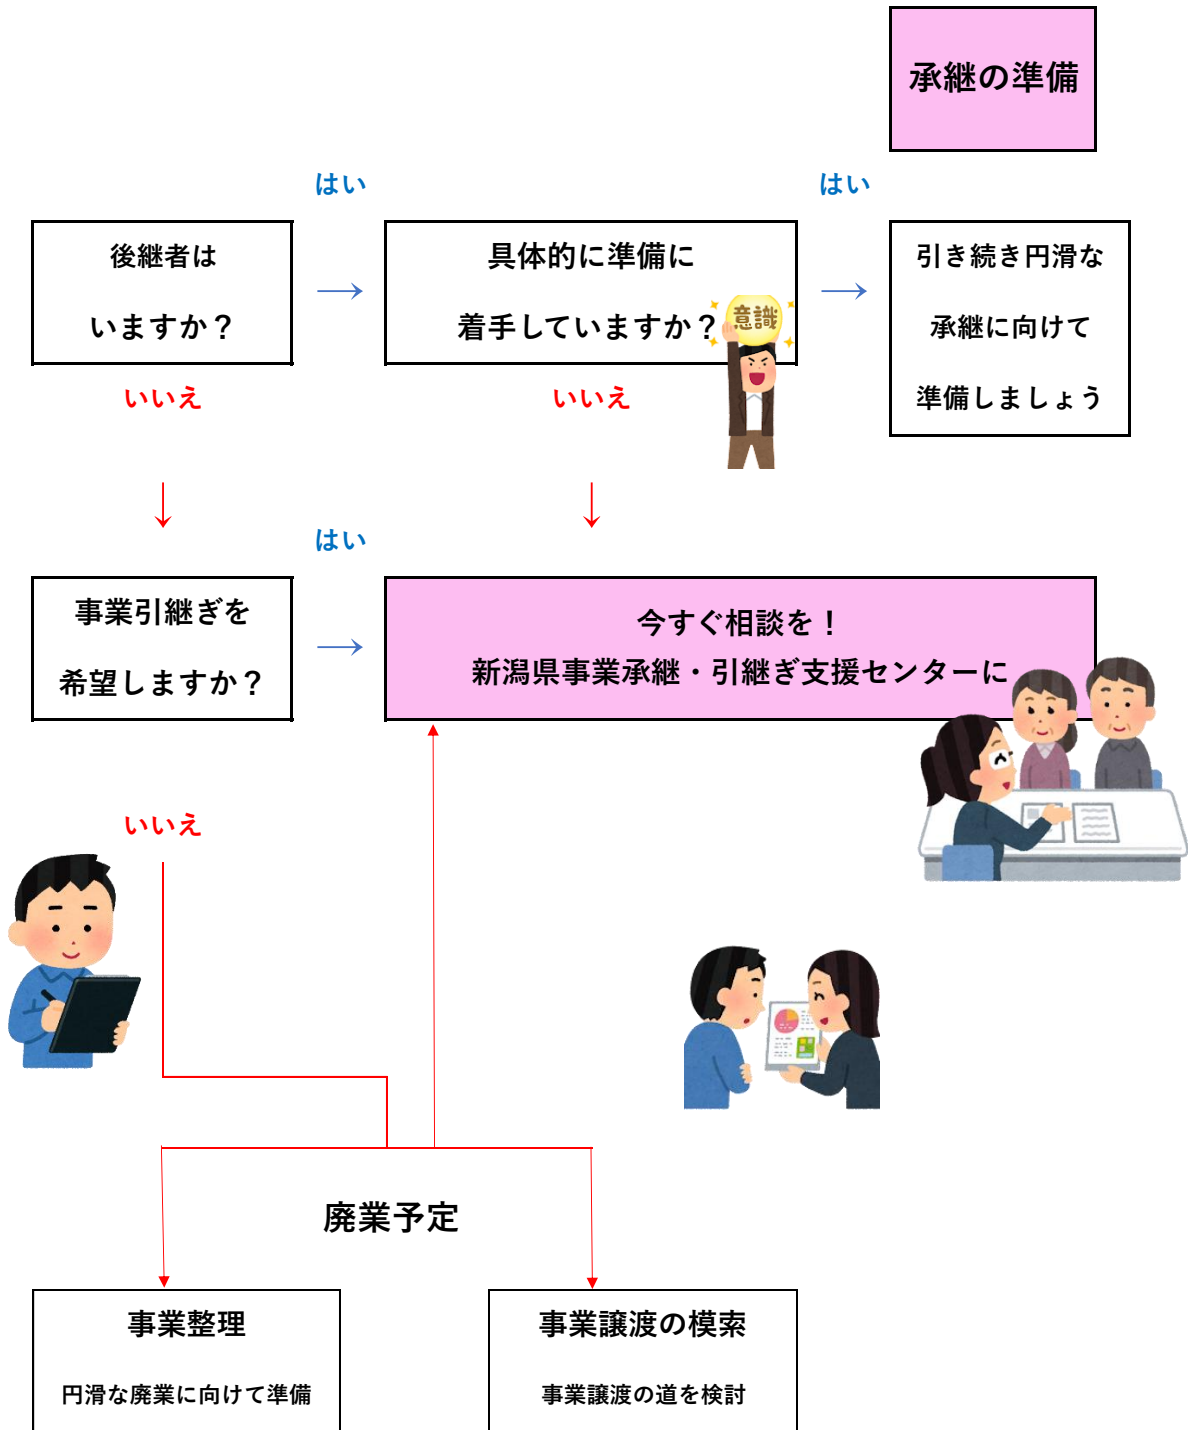 承継の準備
はい
はい
後継者は
いますか？
具体的に準備に
着手していますか？
意識
引き続き円滑な
承継に向けて
準備しましょう
いいえ
いいえ
はい
事業引継ぎを
希望しますか？
今すぐ相談を！
新潟県事業承継・引継ぎ支援センターに
いいえ
廃業予定
事業整理
円滑な廃業に向けて準備
事業譲渡の模索
事業譲渡の道を検討